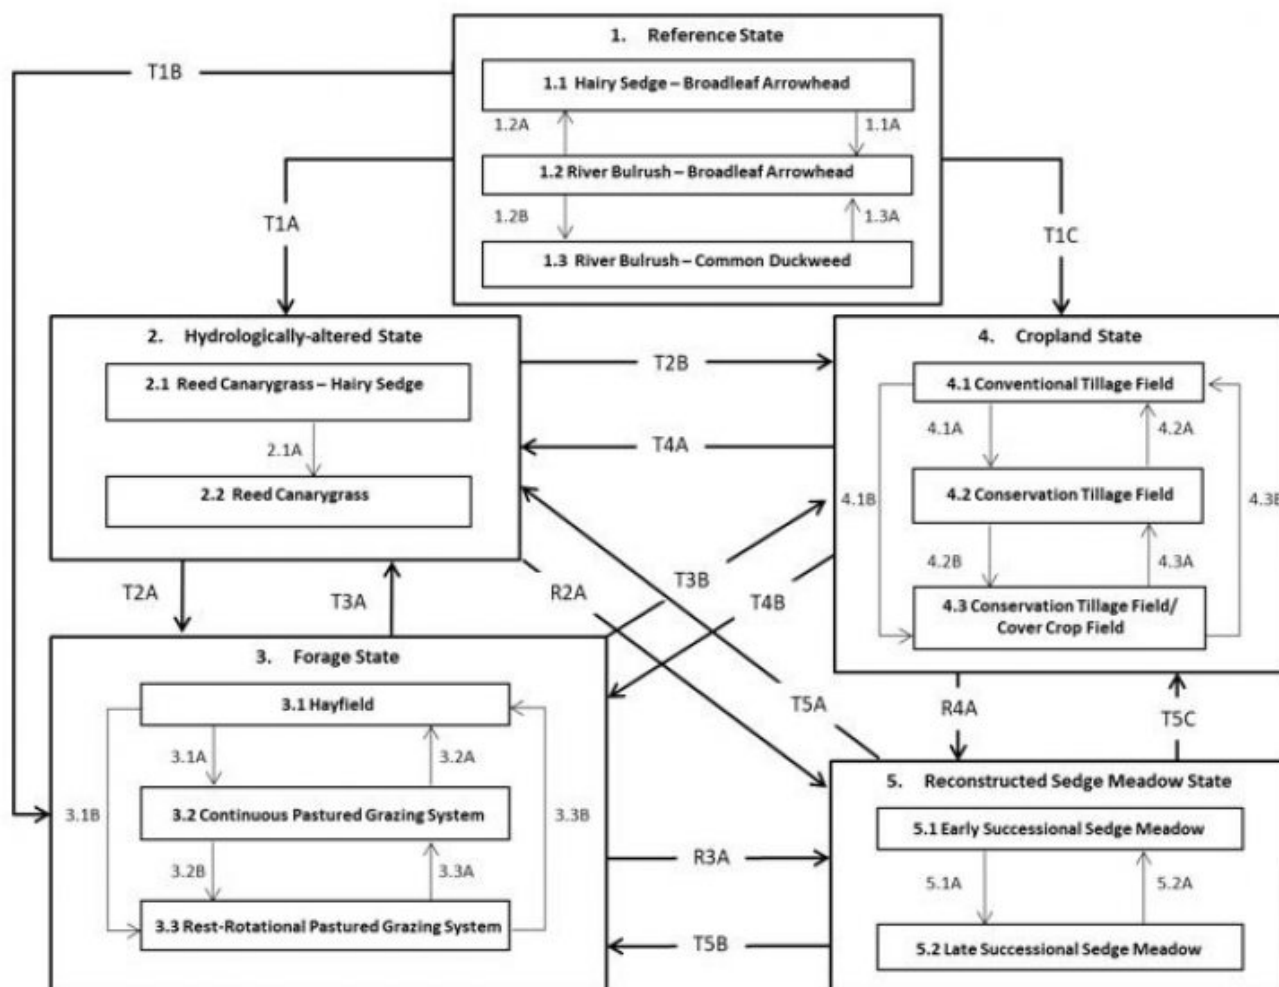 1. Reference State
T1B
1.1 Hairy Sedge – Broadleaf Arrowhead
1.2A
1.1A
1.2 River Bulrush – Broadleaf Arrowhead
1.2B
1.3A
T1A
T1C
1.3 River Bulrush – Common Duckweed
2. Hydrologically-altered State
2.1 Reed Canarygrass – Hairy Sedge
2.1A
2.2 Reed Canarygrass
T2B
T4A
4. Cropland State
4.1 Conventional Tillage Field
4.1A
4.2A
4.2 Conservation Tillage Field
4.1B
4.3B
4.2B
4.3A
4.3 Conservation Tillage Field/
Cover Crop Field
T2A
T3A
R2A
T3B
T4B
T5A
R4A
T5C
3. Forage State
3.1 Hayfield
3.1A
3.2A
3.2 Continuous Pastured Grazing System
3.1B
3.3B
3.2B
3.3A
3.3 Rest-Rotational Pastured Grazing System
R3A
T5B
5. Reconstructed Sedge Meadow State
5.1 Early Successional Sedge Meadow
5.1A
5.2A
5.2 Late Successional Sedge Meadow